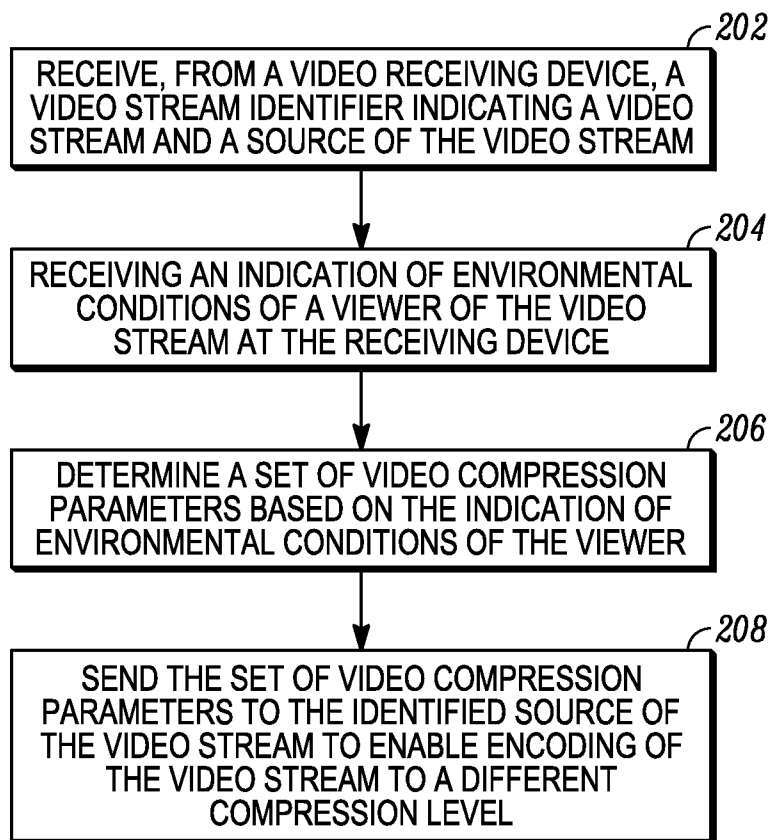 202
RECEIVE, FROM A VIDEO RECEIVING DEVICE, A
VIDEO STREAM IDENTIFIER INDICATING A VIDEO
STREAM AND A SOURCE OF THE VIDEO STREAM
204
RECEIVING AN INDICATION OF ENVIRONMENTAL
CONDITIONS OF A VIEWER OF THE VIDEO
STREAM AT THE RECEIVING DEVICE
206
DETERMINE A SET OF VIDEO COMPRESSION
PARAMETERS BASED ON THE INDICATION OF
ENVIRONMENTAL CONDITIONS OF THE VIEWER
208
SEND THE SET OF VIDEO COMPRESSION
PARAMETERS TO THE IDENTIFIED SOURCE OF
THE VIDEO STREAM TO ENABLE ENCODING OF
THE VIDEO STREAM TO A DIFFERENT
COMPRESSION LEVEL